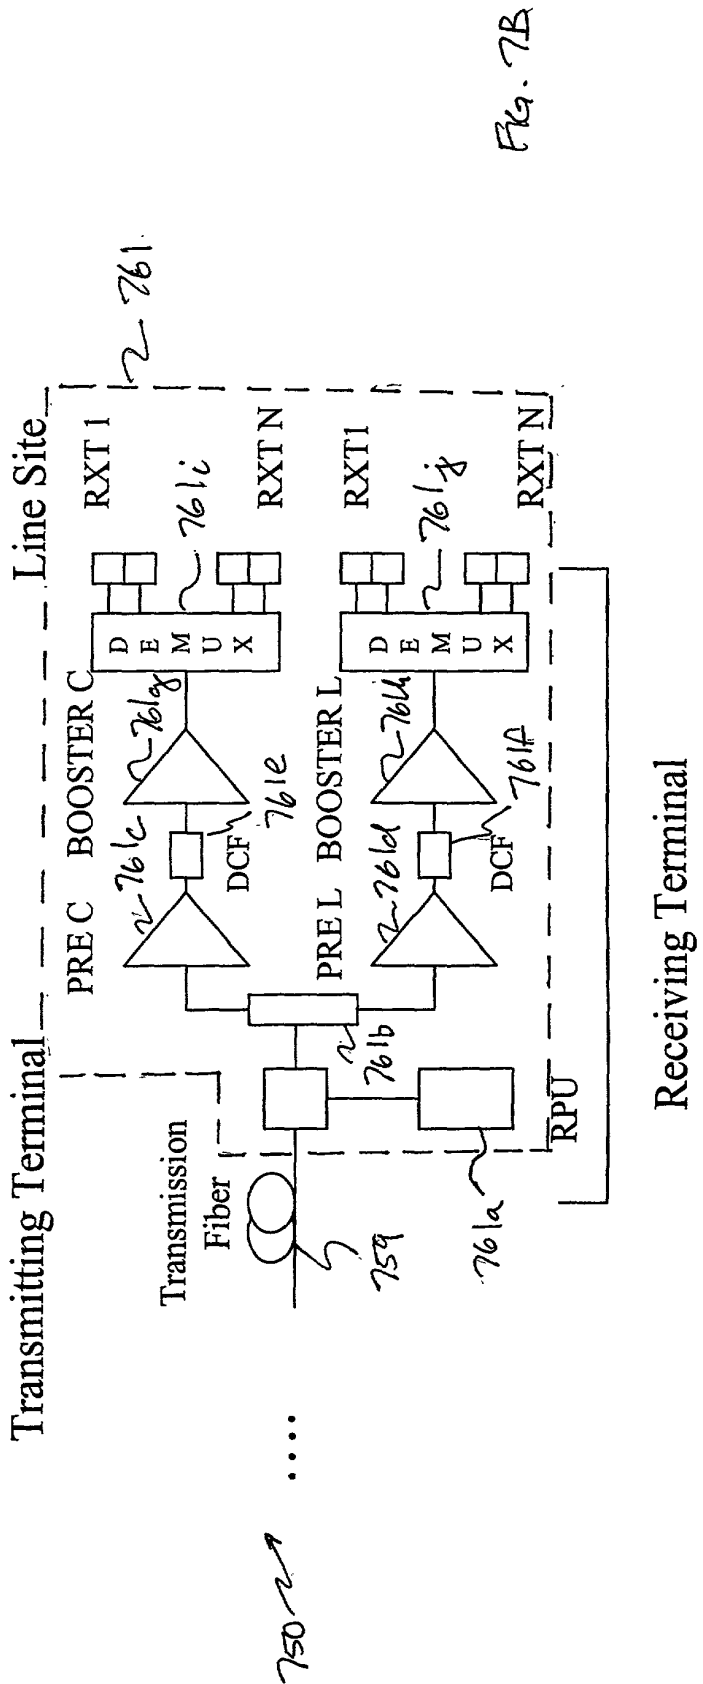 Transmitting Terminal
Line Site
761
PRE C
BOOSTER C
RXT 1
761c
761g
761i
DEMUX
DCF
761e
RXT N
Transmission
Fiber
759
750
....
761b
PRE L
BOOSTER L
RXT1
761d
761h
761j
DEMUX
DCF
761f
RXT N
761a
RPU
Receiving Terminal
FIG. 7B